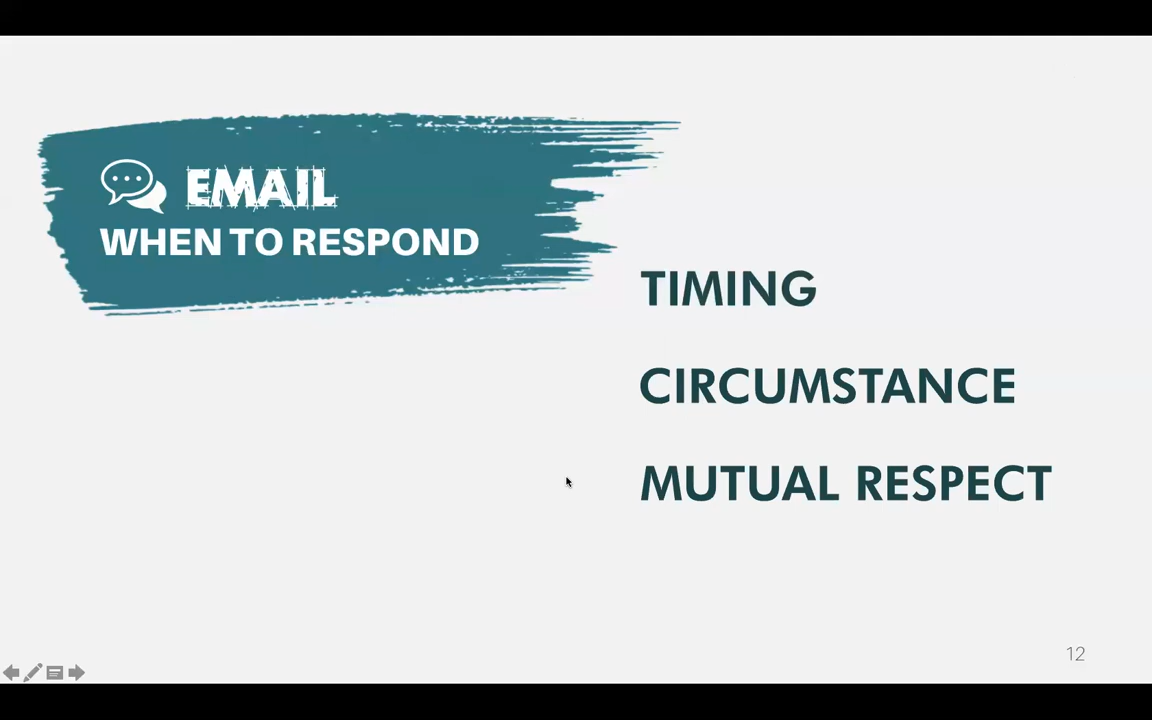 EMAIL
WHEN TO RESPOND
TIMING
CIRCUMSTANCE
MUTUAL RESPECT
12